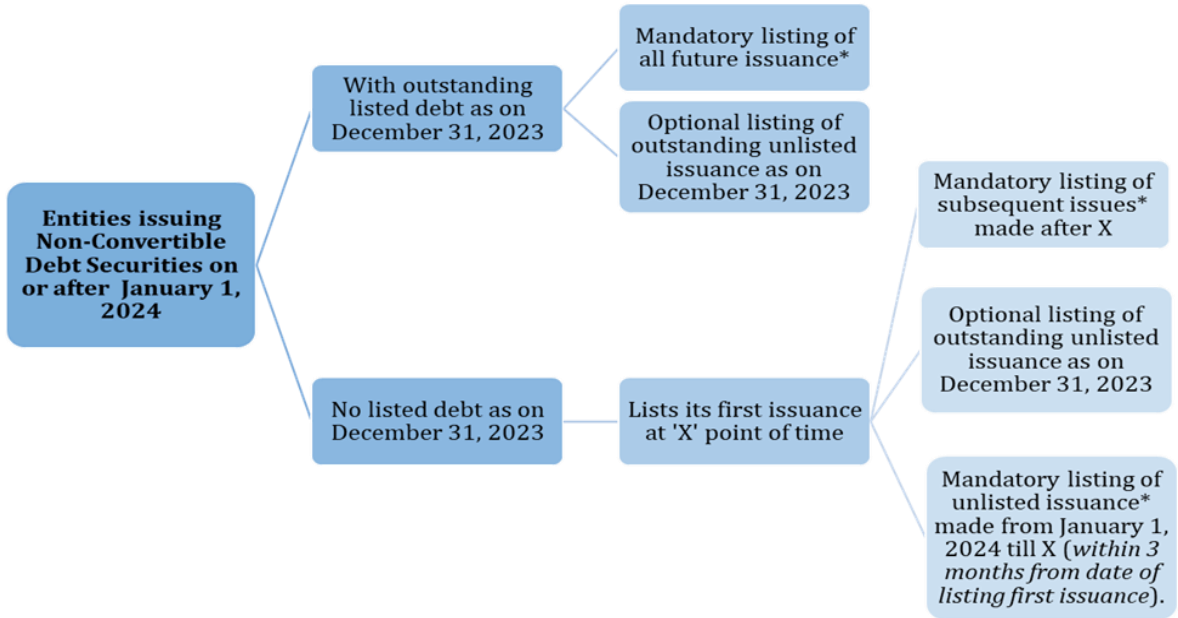 Entities issuing
Non-Convertible
Debt Securities on
or after January 1,
2024
With outstanding
listed debt as on
December 31, 2023
Mandatory listing of
all future issuance*
Optional listing of
outstanding unlisted
issuance as on
December 31, 2023
No listed debt as on
December 31, 2023
Lists its first issuance
at 'X' point of time
Mandatory listing of
subsequent issues*
made after X
Optional listing of
outstanding unlisted
issuance as on
December 31, 2023
Mandatory listing of
unlisted issuance*
made from January 1,
2024 till X (within 3
months from date of
listing first issuance).